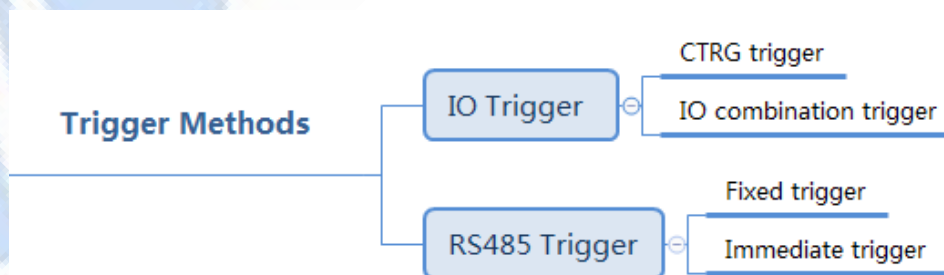 Trigger Methods
IO Trigger
CTRG trigger
IO combination trigger
RS485 Trigger
Fixed trigger
Immediate trigger